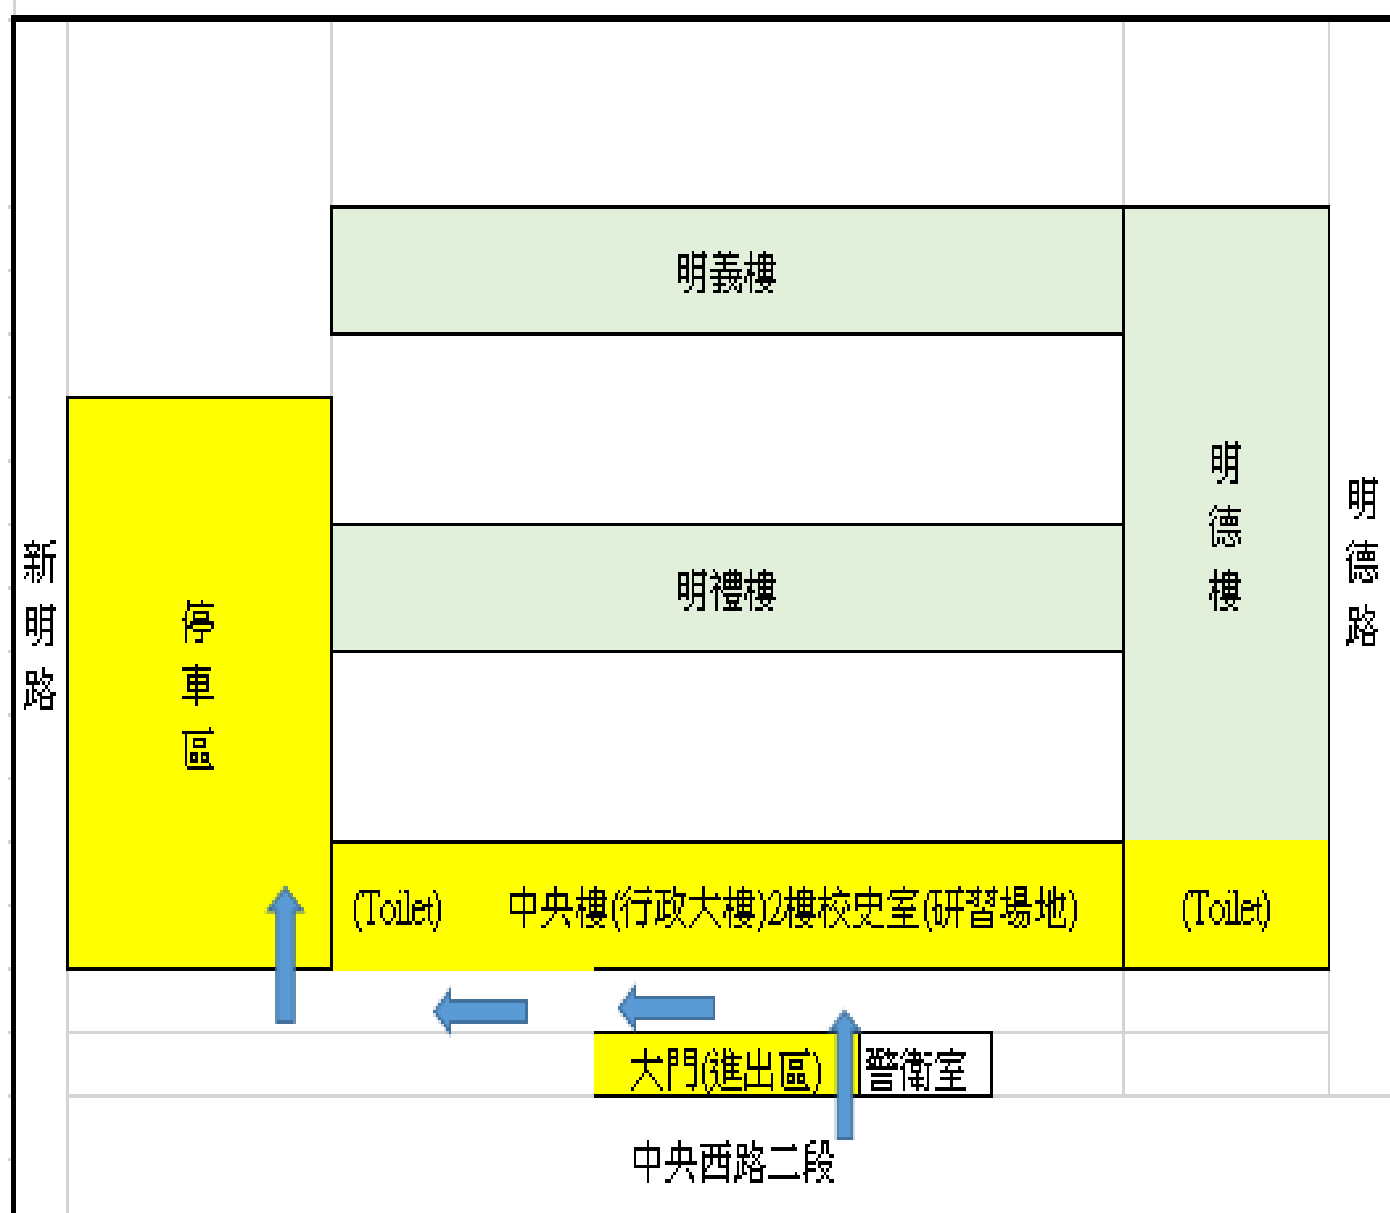 明義樓
明德樓
明德路
新明路
明禮樓
停車區
(Toilet)
中央樓(行政大樓)2樓校史室(研習場地)
(Toilet)
大門(進出區)
警衛室
中央西路二段